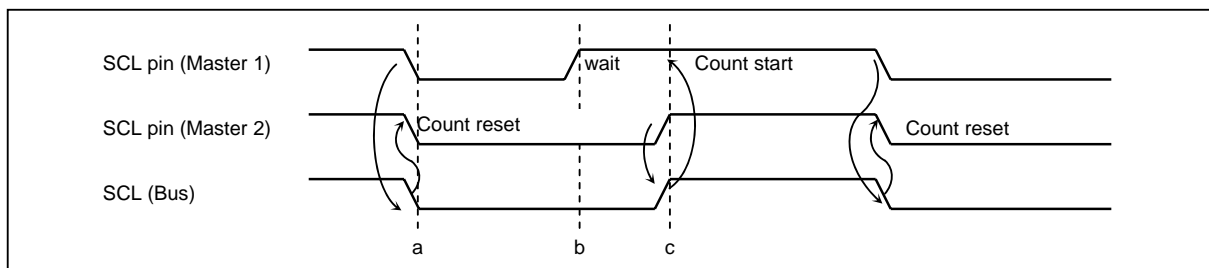 SCL pin (Master 1)
wait
Count start
SCL pin (Master 2)
Count reset
Count reset
SCL (Bus)
a
b
c